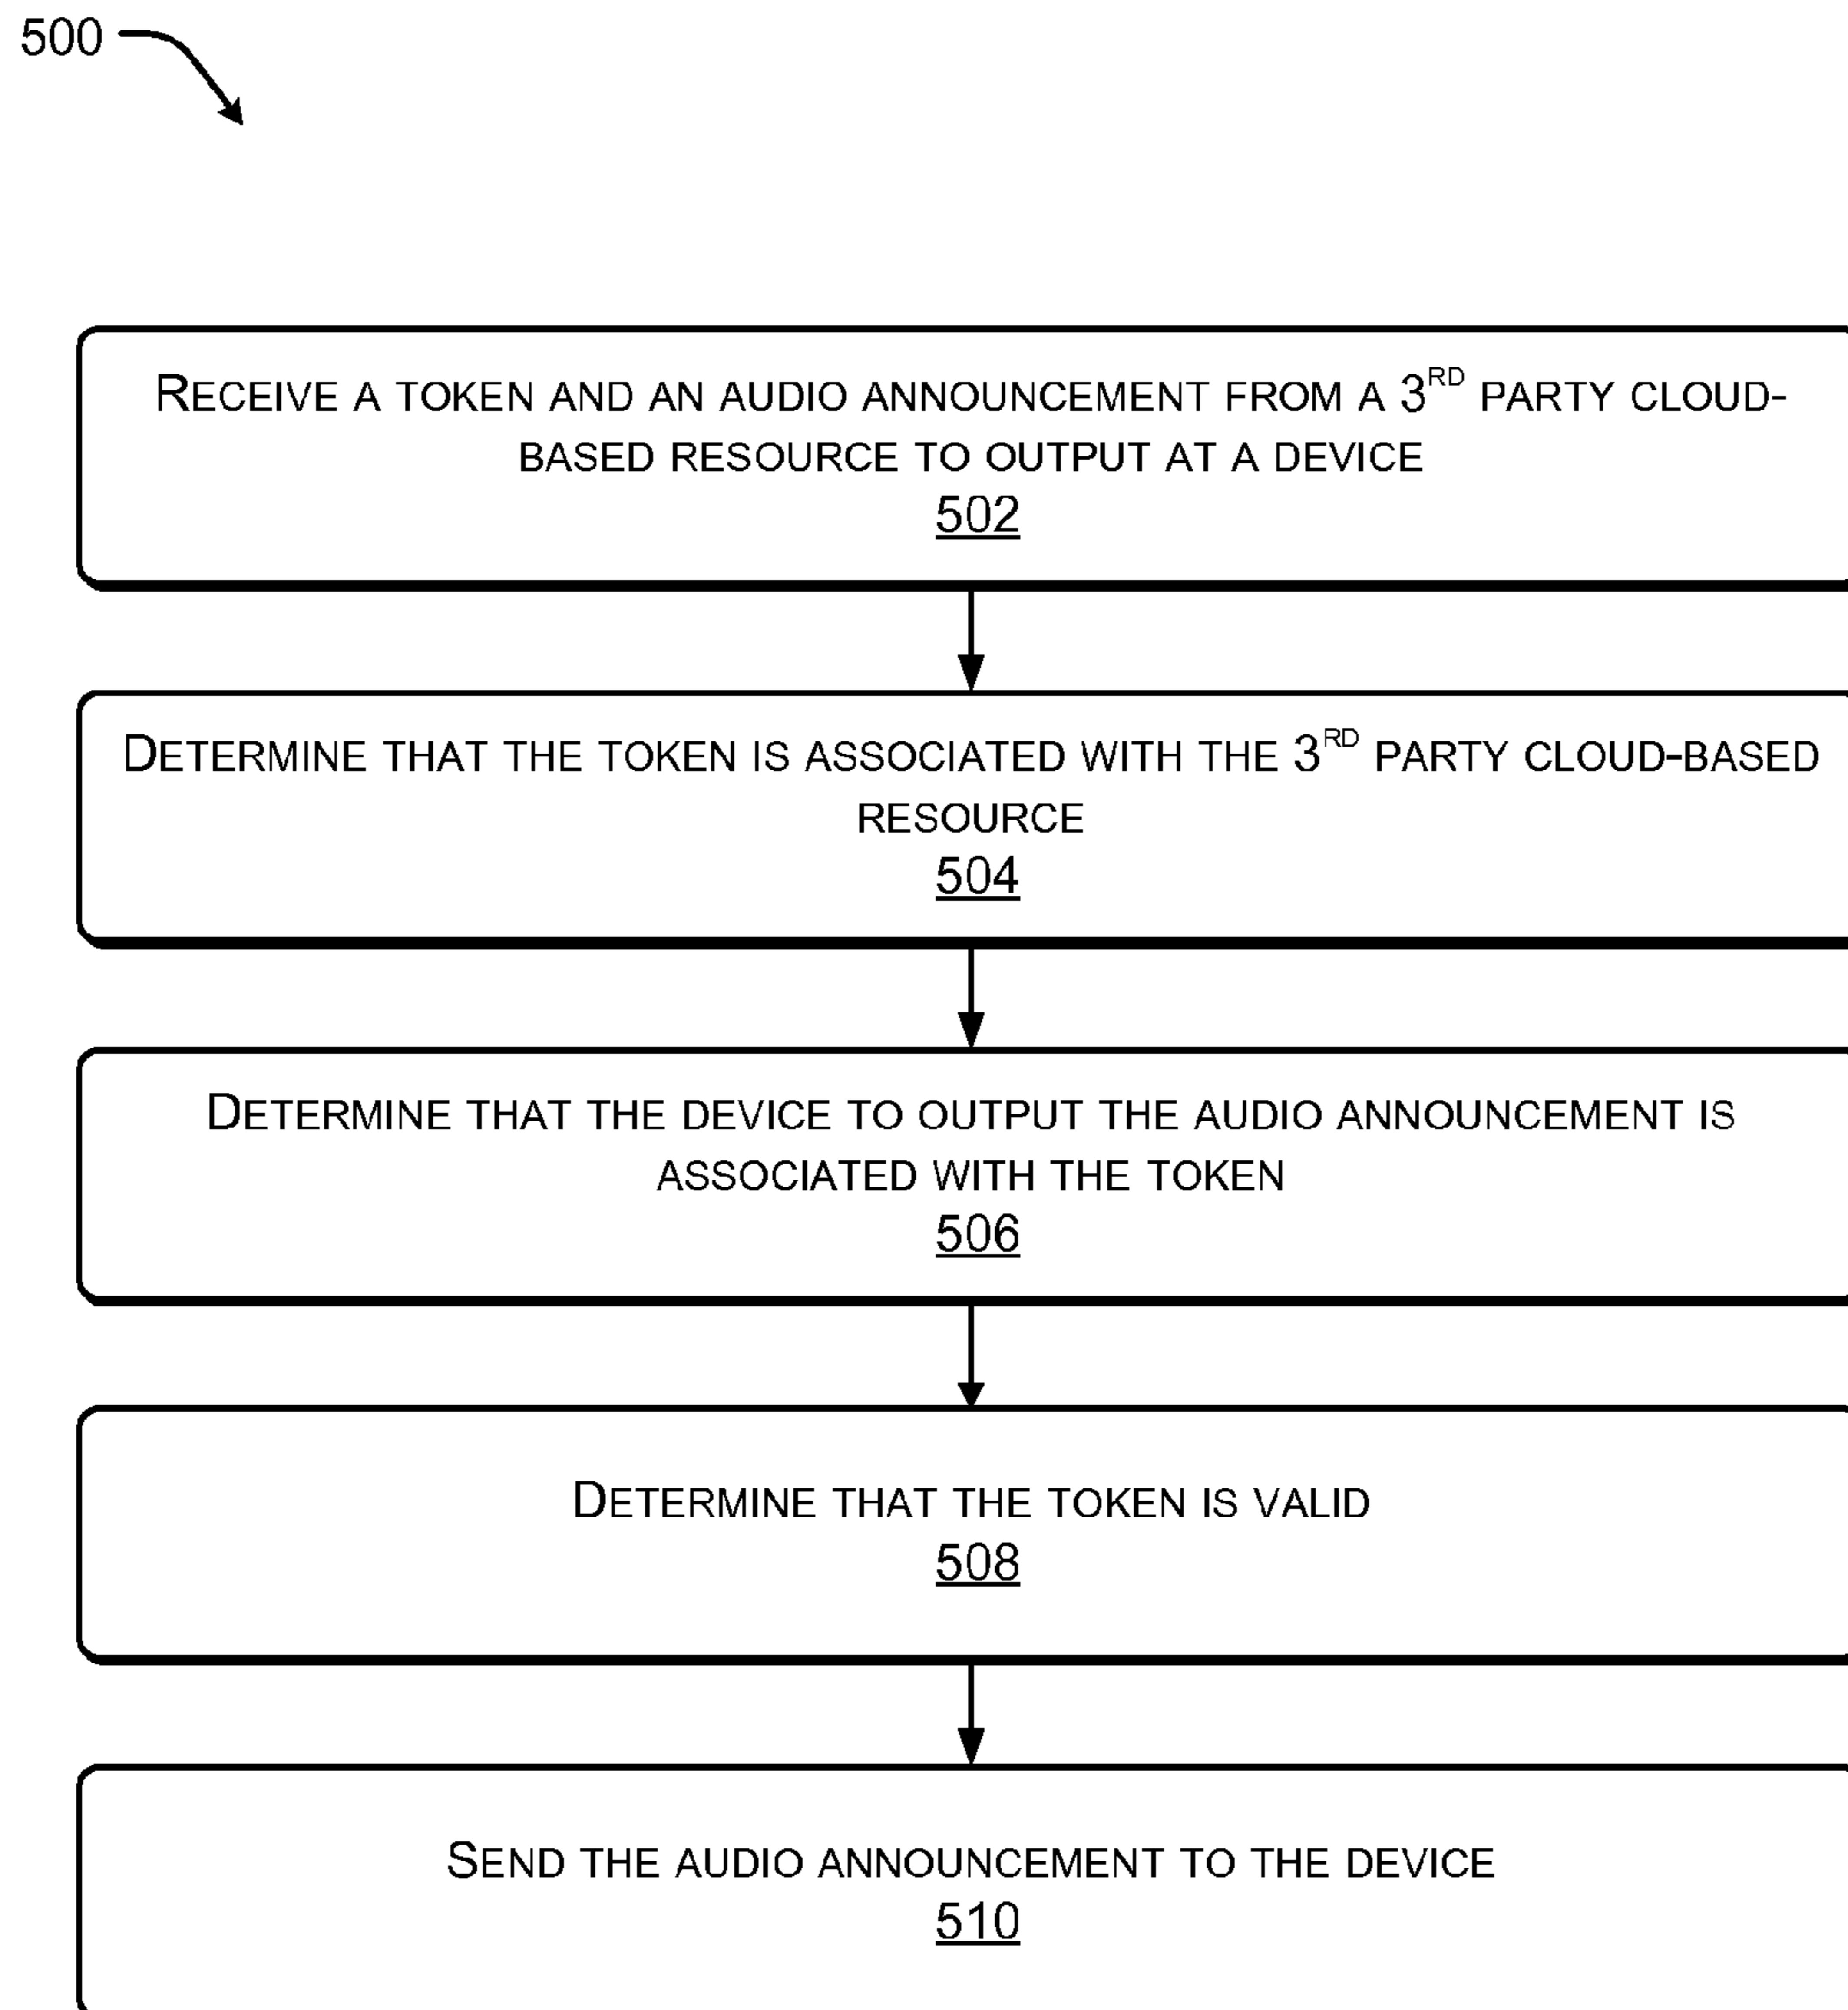 500
RECEIVE A TOKEN AND AN AUDIO ANNOUNCEMENT FROM A 3RD PARTY CLOUD-
BASED RESOURCE TO OUTPUT AT A DEVICE
502
DETERMINE THAT THE TOKEN IS ASSOCIATED WITH THE 3RD PARTY CLOUD-BASED
RESOURCE
504
DETERMINE THAT THE DEVICE TO OUTPUT THE AUDIO ANNOUNCEMENT IS
ASSOCIATED WITH THE TOKEN
506
DETERMINE THAT THE TOKEN IS VALID
508
SEND THE AUDIO ANNOUNCEMENT TO THE DEVICE
510